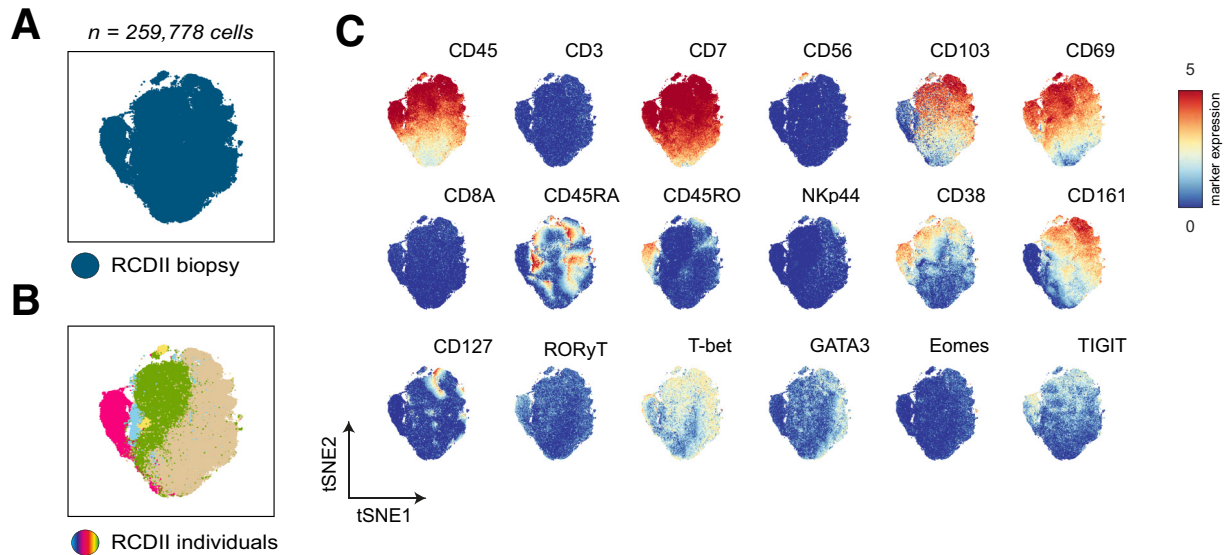 A
n = 259,778 cells
RCDII biopsy
B
RCDII individuals
C
CD45 CD3 CD7 CD56 CD103 CD69
CD8A CD45RA CD45RO NKp44 CD38 CD161
CD127 RORyT T-bet GATA3 Eomes TIGIT
tSNE2
tSNE1
5
marker expression
0